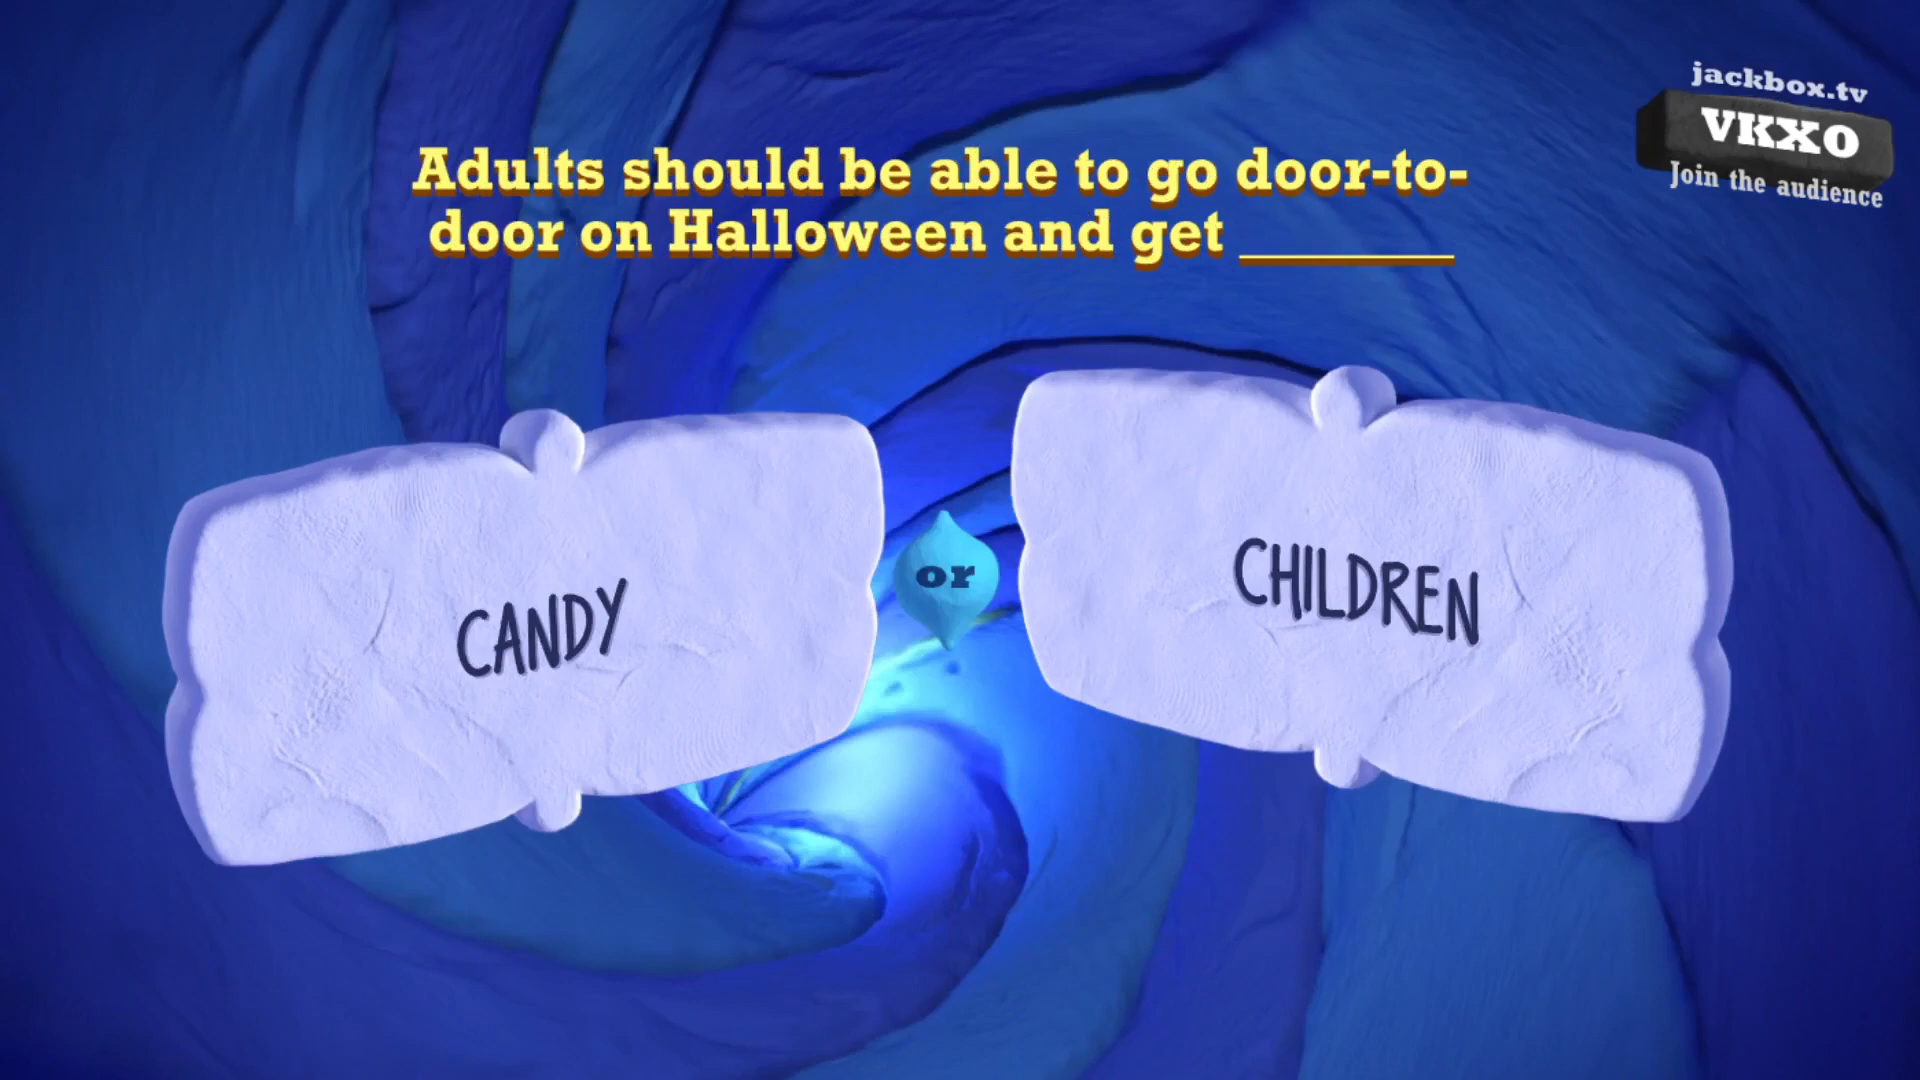 jackbox.tv
VKXO
Join the audience
Adults should be able to go door-to-
door on Halloween and get ________
CANDY
or
CHILDREN